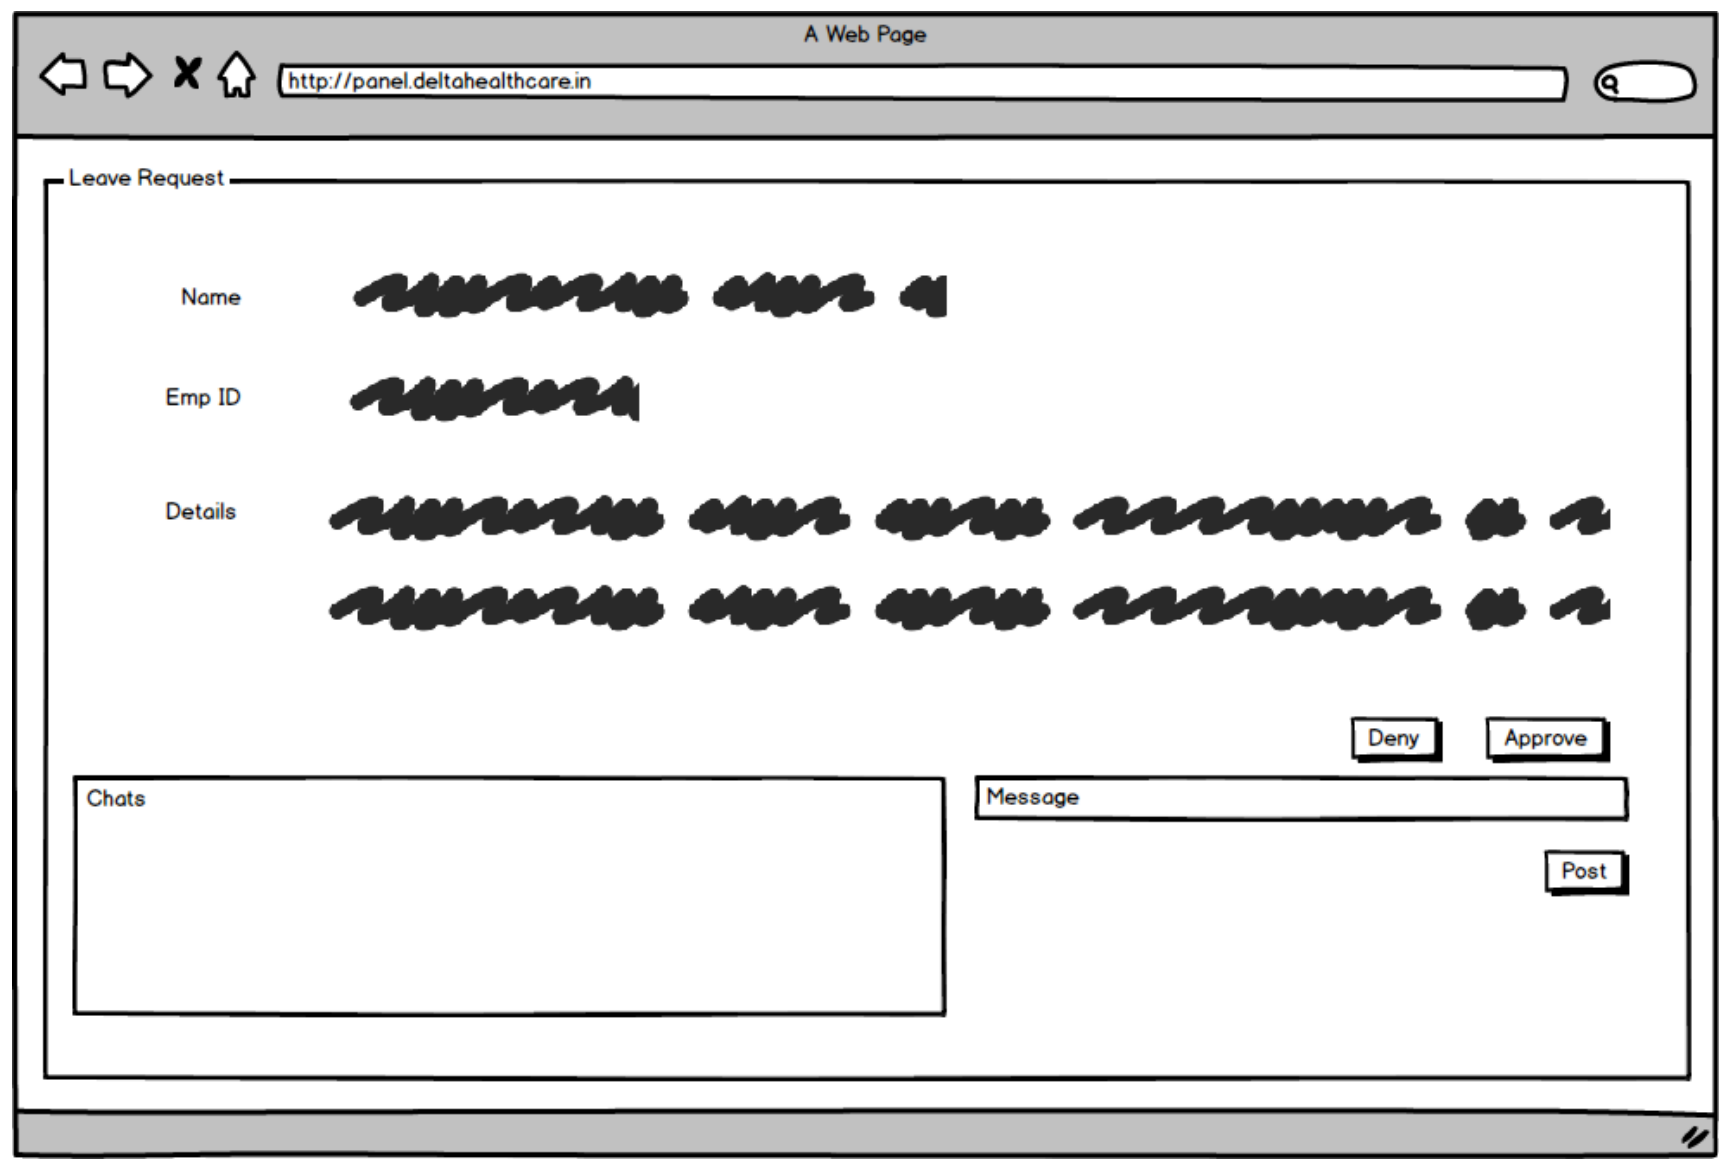 A Web Page
http://panel.deltahealthcare.in
Leave Request
Name
Emp ID
Details
Deny Approve
Chats
Message
Post